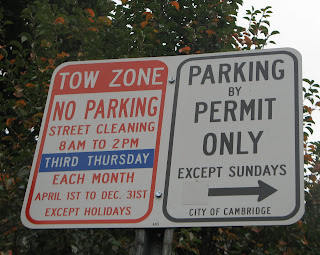 TOW ZONE
NO PARKING
STREET CLEANING
8AM TO 2PM
THIRD THURSDAY
EACH MONTH
APRIL 1ST TO DEC. 31ST
EXCEPT HOLIDAYS
PARKING
BY
PERMIT
ONLY
EXCEPT SUNDAYS
CITY OF CAMBRIDGE